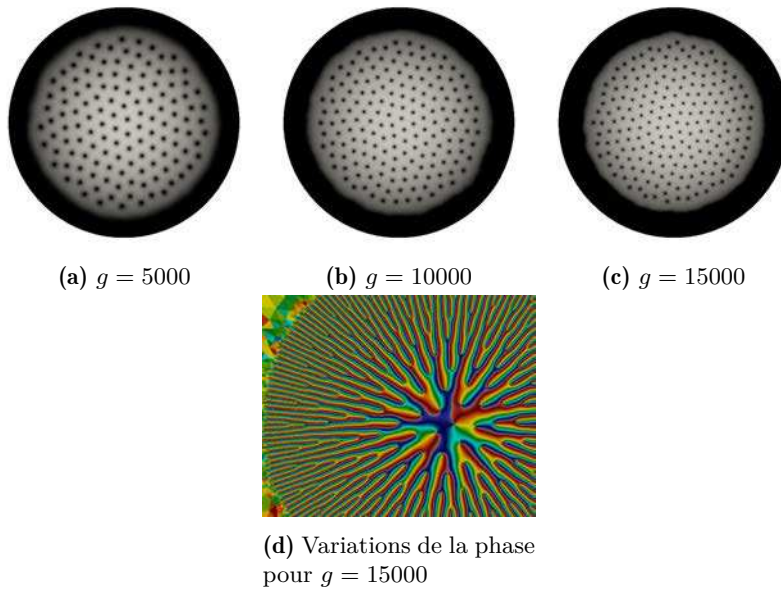 (a) g = 5000
(b) g = 10000
(c) g = 15000
(d) Variations de la phase
pour g = 15000